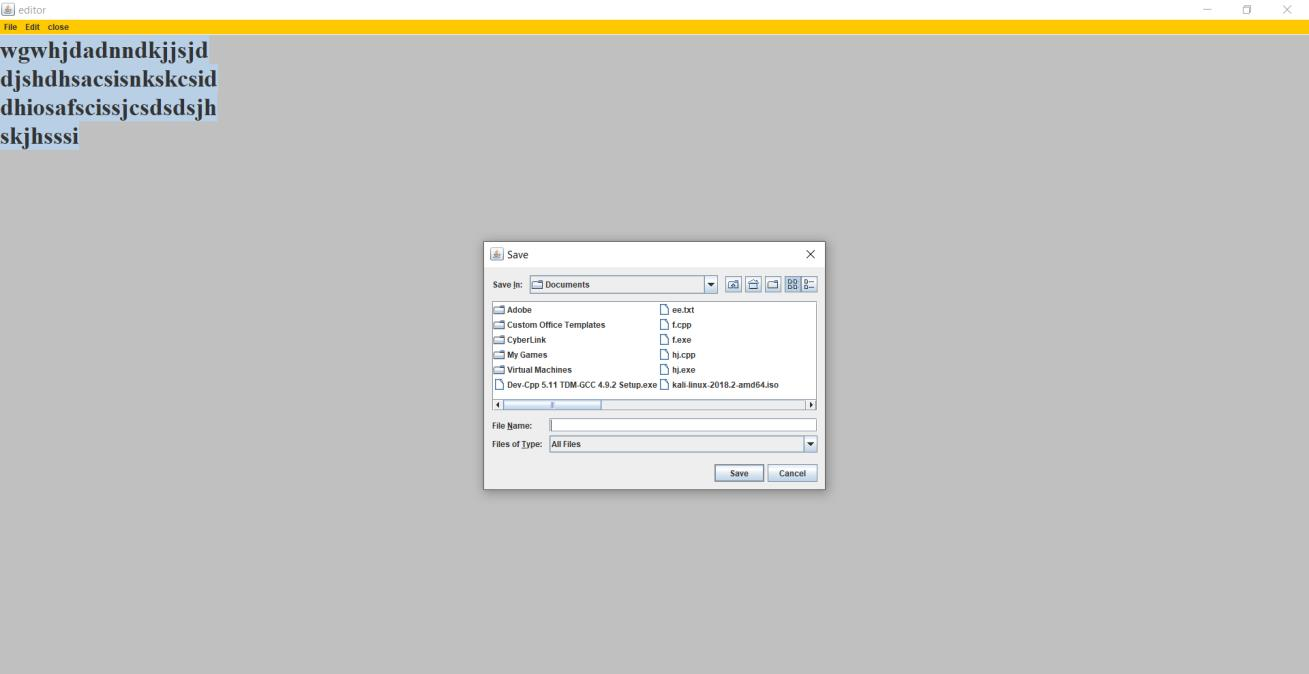 editor
File Edit close
wgwhjdadnndkjjsjd
djshdhsacsisnkskcsid
dhiosafscissjcsdsdsjh
skjhsssi
Save
Save In: Documents
Adobe ee.txt
Custom Office Templates f.cpp
CyberLink f.exe
My Games hj.cpp
Virtual Machines hj.exe
Dev-Cpp 5.11 TDM-GCC 4.9.2 Setup.exe kali-linux-2018.2-amd64.iso
File Name:
Files of Type: All Files
Save Cancel